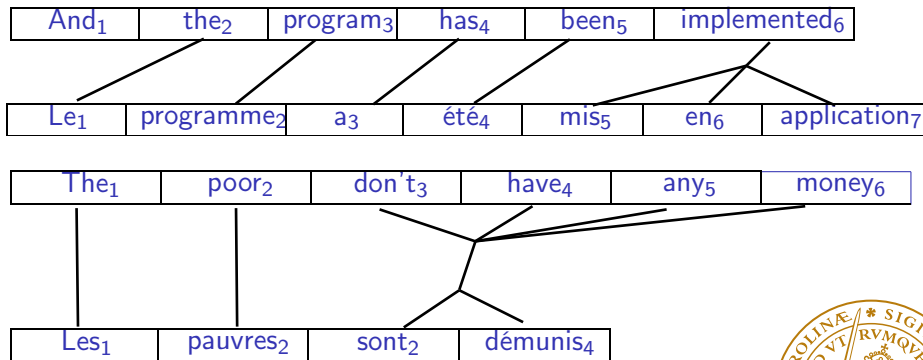 And₁ the₂ program₃ has₄ been₅ implemented₆
Le₁ programme₂ a₃ été₄ mis₅ en₆ application₇
The₁ poor₂ don't₃ have₄ any₅ money₆
Les₁ pauvres₂ sont₂ démunis₄